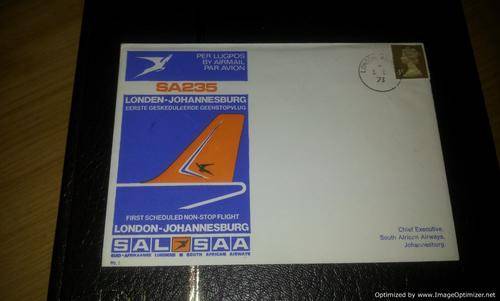 PER LUGPOS
BY AIRMAIL
PAR AVION
SA235
LONDEN-JOHANNESBURG
EERSTE GESKEDULEERDE GEENSTOPVLUG
FIRST SCHEDULED NON-STOP FLIGHT
LONDON-JOHANNESBURG
SAL SAA
SUID-AFRIKAANSE LUGDIENS SOUTH AFRICAN AIRWAYS
Chief Executive,
South African Airways,
Johannesburg.
Optimized by www.ImageOptimizer.net